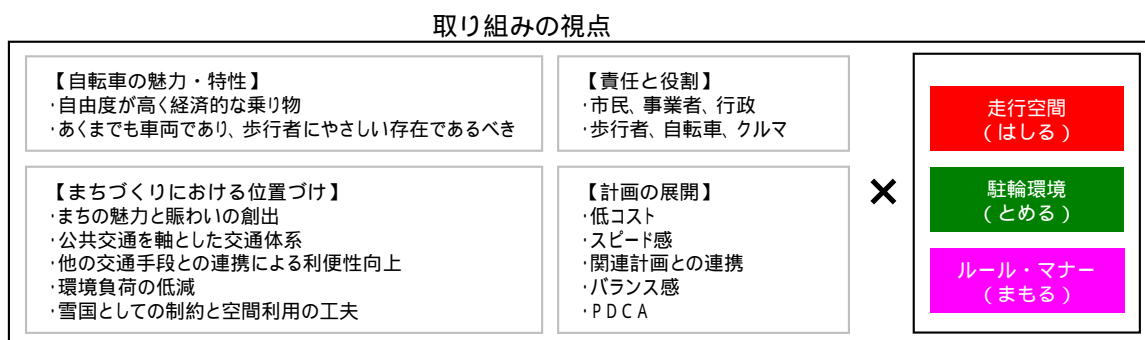 取り組みの視点
【自転車の魅力・特性】
・自由度が高く経済的な乗り物
・あくまでも車両であり、歩行者にやさしい存在であるべき
【責任と役割】
・市民、事業者、行政
・歩行者、自転車、クルマ
【まちづくりにおける位置づけ】
・まちの魅力と賑わいの創出
・公共交通を軸とした交通体系
・他の交通手段との連携による利便性向上
・環境負荷の低減
・雪国としての制約と空間利用の工夫
【計画の展開】
・低コスト
・スピード感
・関連計画との連携
・バランス感
・PDCA
×
走行空間
(はしる)
駐輪環境
(とめる)
ルール・マナー
(まもる)